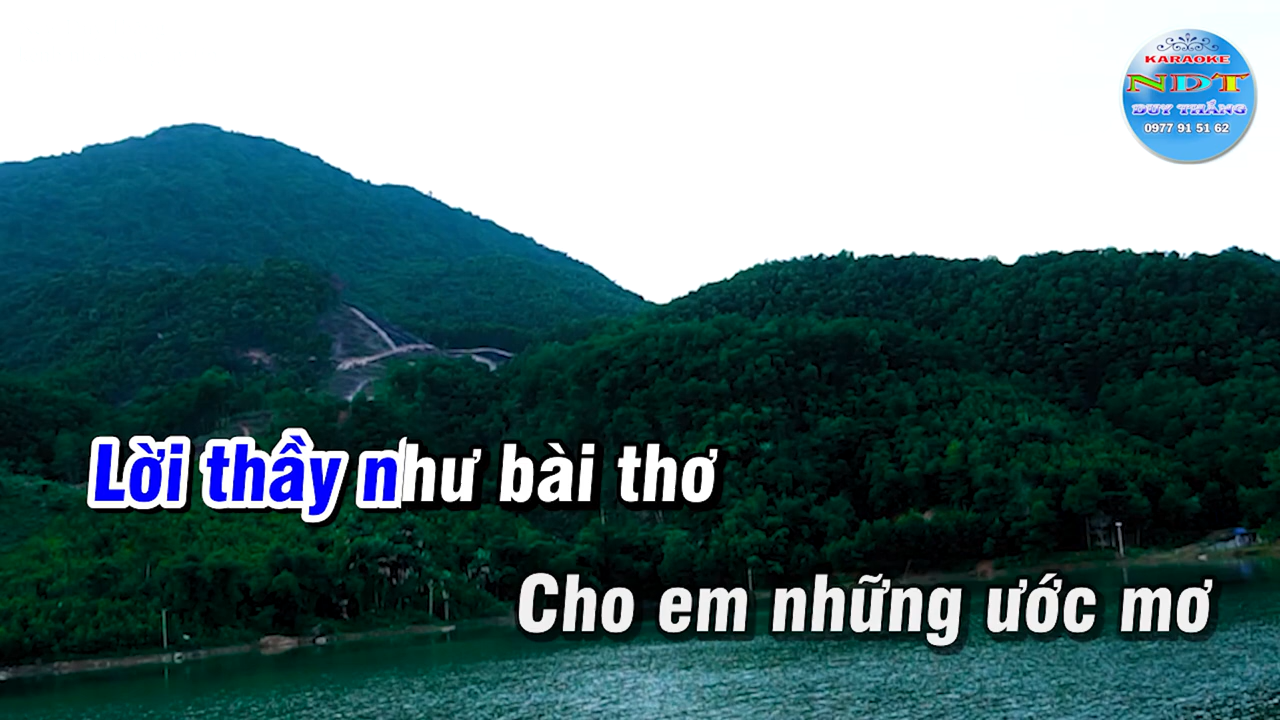 KARAOKE
NDT
DUY THẮNG
0977 91 51 62
Lời thầy như bài thơ
Cho em những ước mơ